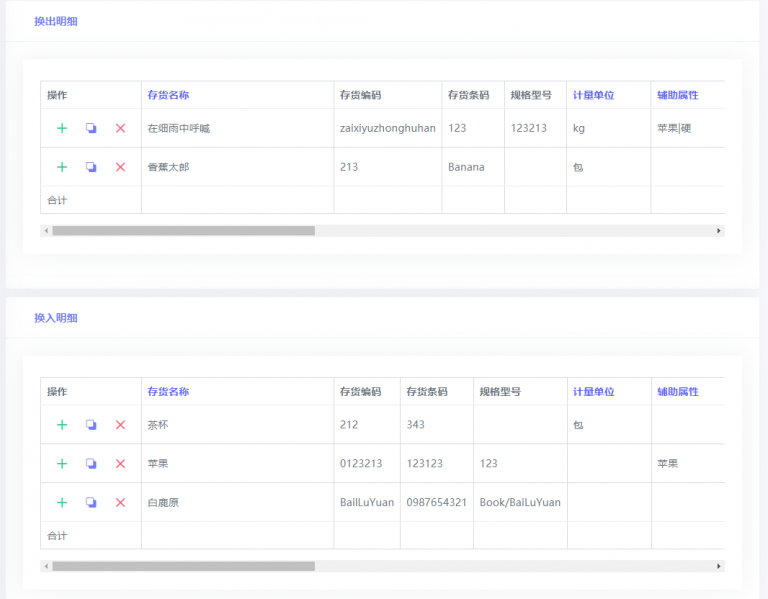 换出明细
操作 存货名称 存货编码 存货条码 规格型号 计量单位 辅助属性
在烟雨中呼喊 zaixiyuzhonghuhan 123 123213 kg 苹果|硬
香蕉太郎 213 Banana 包
合计
换入明细
操作 存货名称 存货编码 存货条码 规格型号 计量单位 辅助属性
茶杯 212 343 包
苹果 0123213 123123 123 苹果
白鹿原 BailLuYuan 0987654321 Book/BaiLuYuan
合计